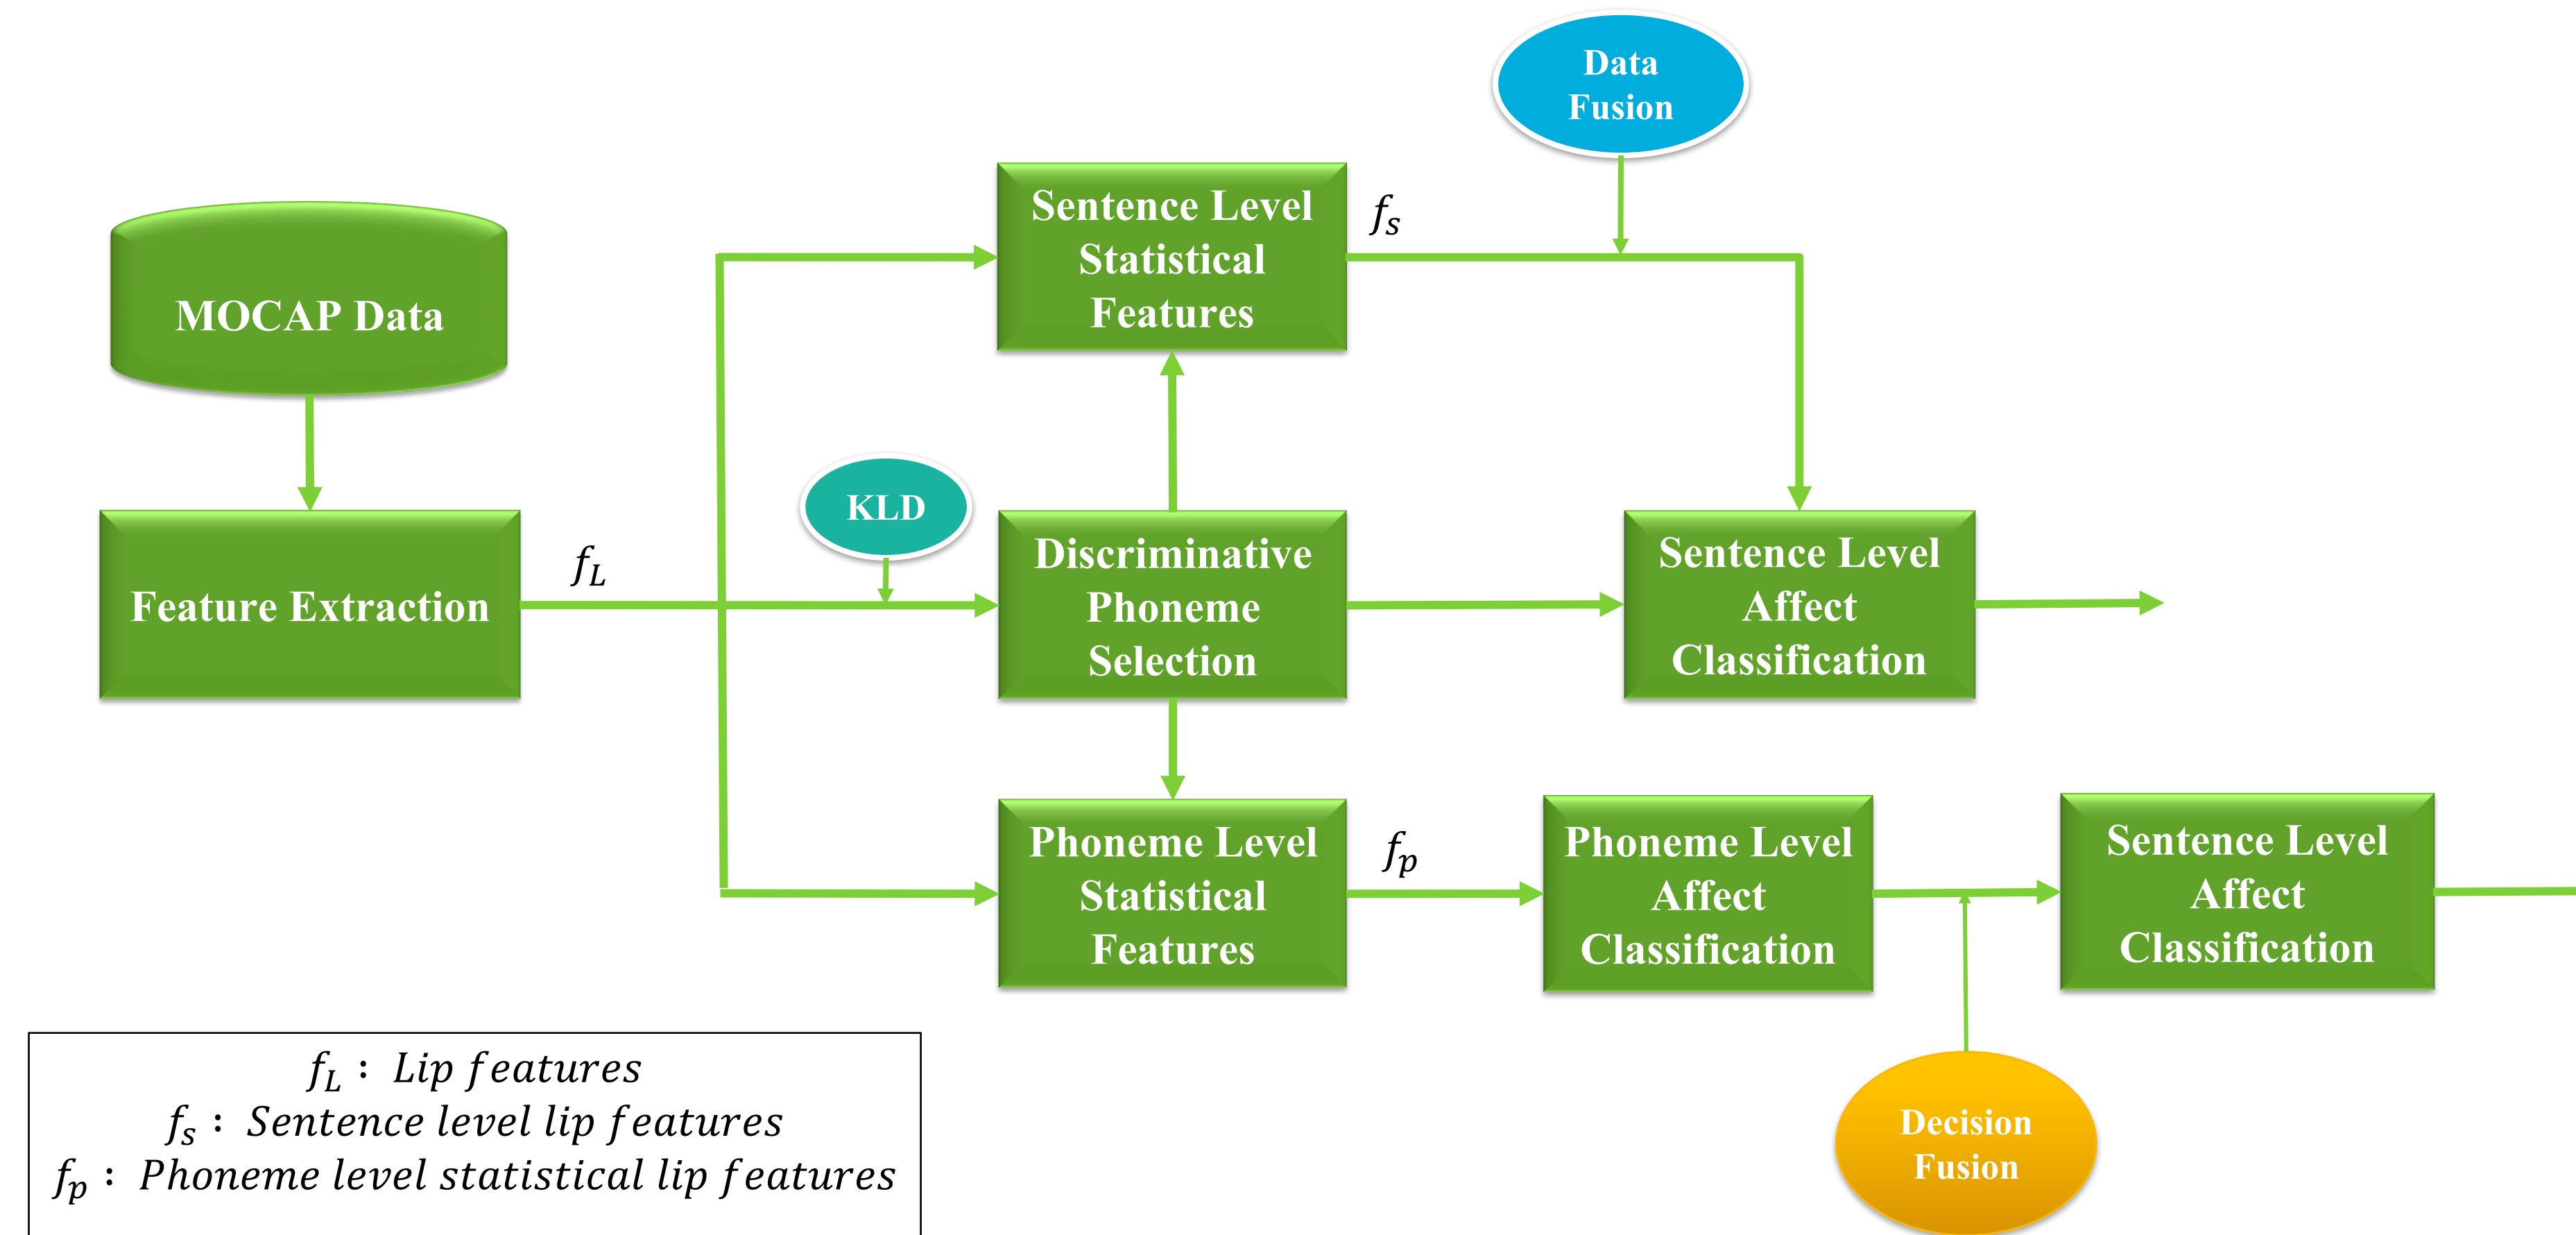 Data
Fusion
Sentence Level
Statistical
Features
f_s
MOCAP Data
KLD
Feature Extraction
f_L
Discriminative
Phoneme
Selection
Sentence Level
Affect
Classification
Phoneme Level
Statistical
Features
f_p
Phoneme Level
Affect
Classification
Sentence Level
Affect
Classification
f_L : Lip features
f_s : Sentence level lip features
f_p : Phoneme level statistical lip features
Decision
Fusion